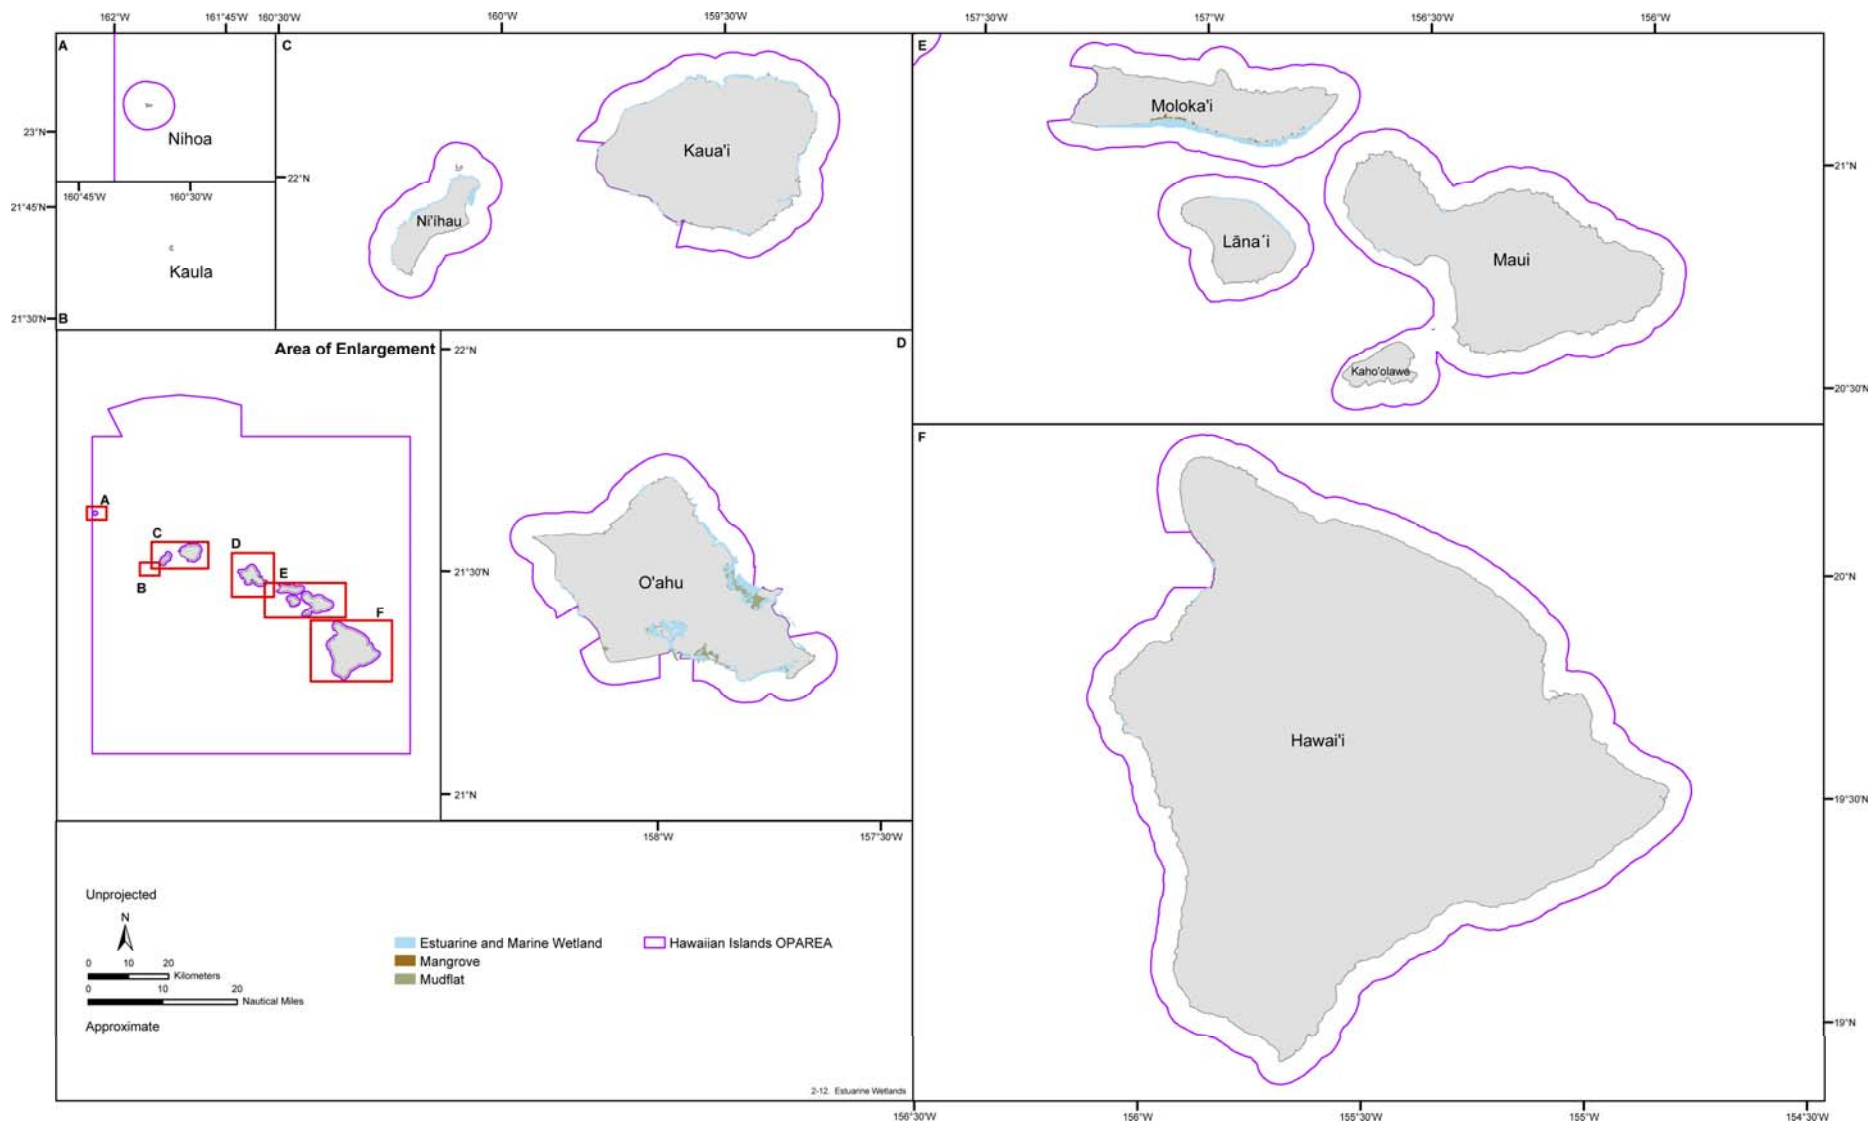 162°W
161°45'W
160°30'W
160°W
159°30'W
157°30'W
157°W
156°30'W
156°W
A
Nihoa
23°N
160°45'W
160°30'W
21°45'N
Kaula
21°30'N
B
C
Ni'ihau
Kaua'i
22°N
E
Moloka'i
Lāna´i
Maui
Kaho'olawe
21°N
20°30'N
Area of Enlargement
A
B
C
D
E
F
D
22°N
O'ahu
21°30'N
21°N
158°W
157°30'W
F
Hawai'i
20°N
19°30'N
19°N
Unprojected
N
0 10 20
Kilometers
0 10 20
Nautical Miles
Approximate
Estuarine and Marine Wetland
Mangrove
Mudflat
Hawaiian Islands OPAREA
2-12. Estuarine Wetlands
156°30'W
156°W
155°30'W
155°W
154°30'W